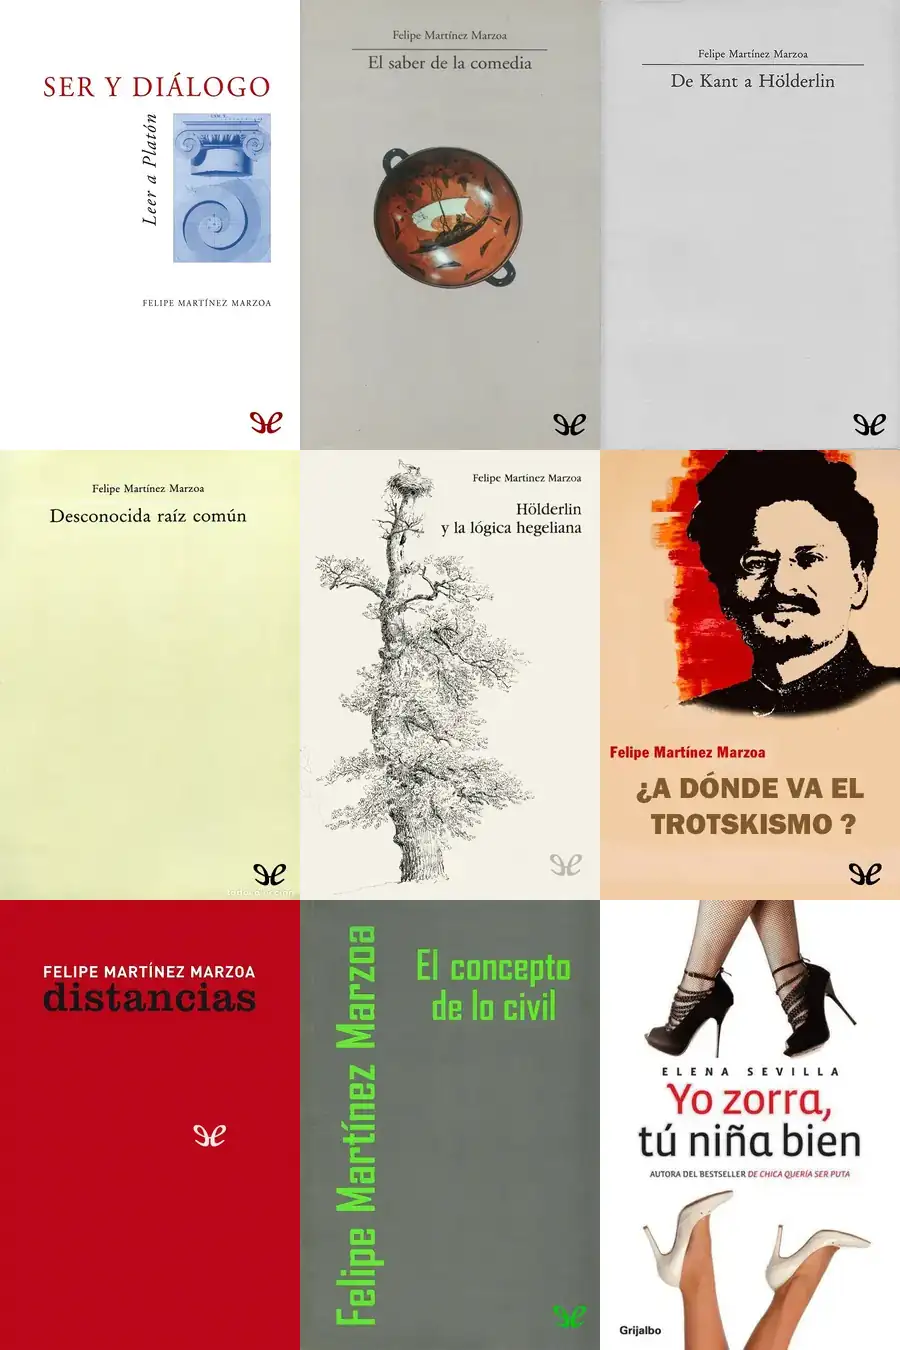 SER Y DIÁLOGO
Leer a Platón
FELIPE MARTÍNEZ MARZOA
Felipe Martínez Marzoa
El saber de la comedia
Felipe Martínez Marzoa
De Kant a Hölderlin
Felipe Martínez Marzoa
Desconocida raíz común
Felipe Martínez Marzoa
Hölderlin
y la lógica hegeliana
Felipe Martínez Marzoa
¿A DÓNDE VA EL
TROTSKISMO ?
FELIPE MARTÍNEZ MARZOA
distancias
Felipe Martínez Marzoa
El concepto
de lo civil
ELENA SEVILLA
Yo zorra,
tú niña bien
AUTORA DEL BESTSELLER DE CHICA QUERÍA SER PUTA
Grijalbo